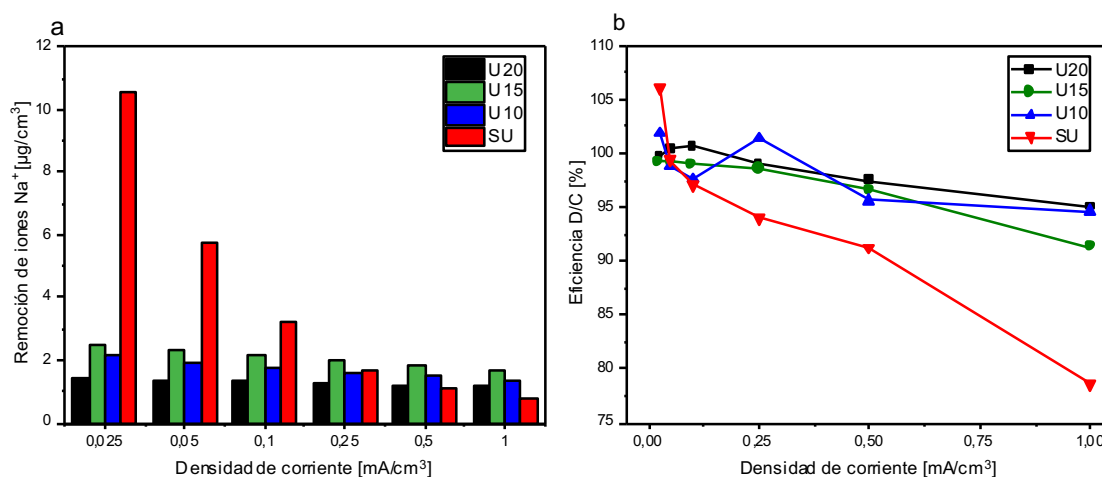 a
Remoción de iones Na⁺ [µg/cm³]
12
10
8
6
4
2
0
U20
U15
U10
SU
0,025 0,05 0,1 0,25 0,5 1
Densidad de corriente [mA/cm³]
b
Eficiencia D/C [%]
110
105
100
95
90
85
80
75
U20
U15
U10
SU
0,00 0,25 0,50 0,75 1,00
Densidad de corriente [mA/cm³]